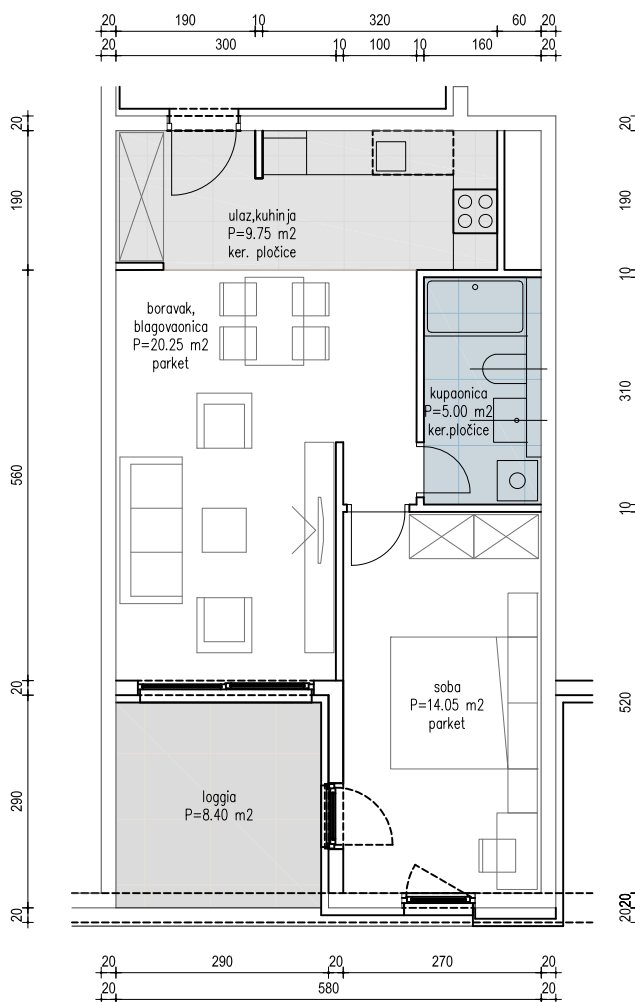 20 190 10 320 60 20
20 300 10 100 10 160 20
20 20
190 190
ulaz,kuhinja
P=9.75 m2
ker. pločice
10
boravak,
blagovaonica
P=20.25 m2
parket
kupaonica
P=5.00 m2
ker.pločice
310
560
10
soba
P=14.05 m2
parket
20
520
loggia
P=8.40 m2
290
20
2020
20 290 20 270 20
20 580 20